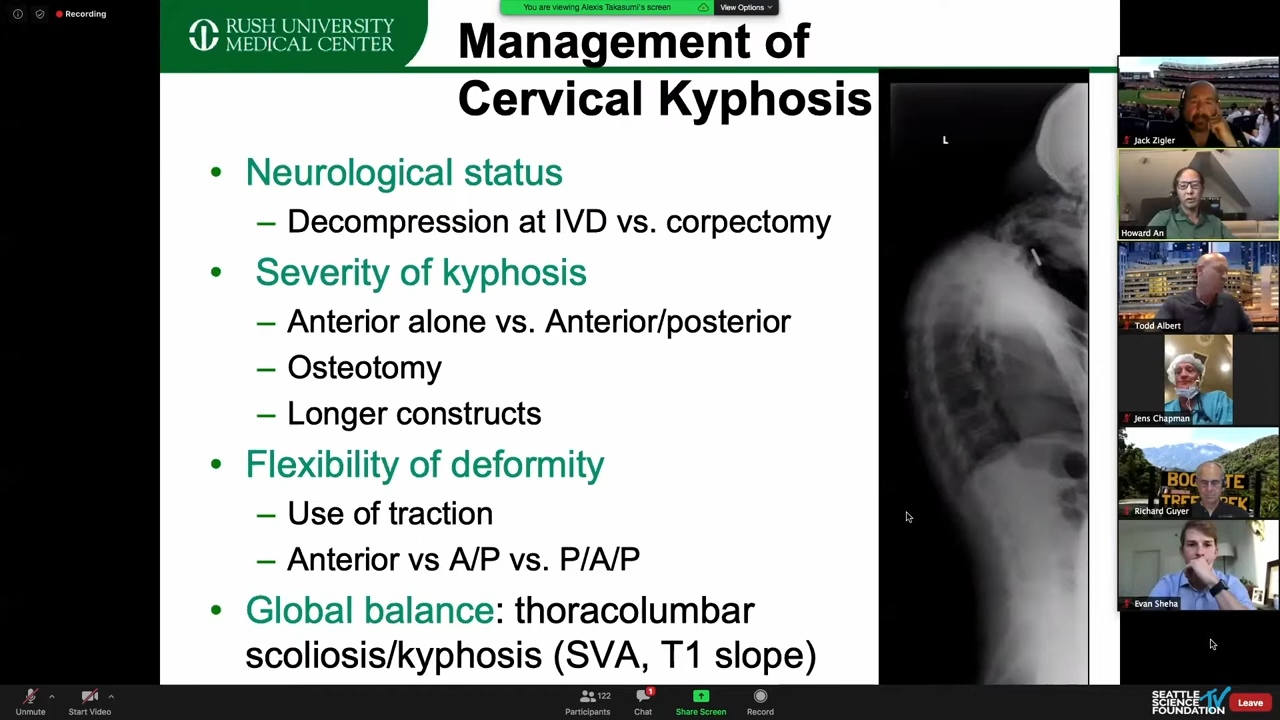 Recording
You are viewing Alexis Takasumi's screen
View Options
RUSH UNIVERSITY
MEDICAL CENTER
Management of
Cervical Kyphosis
• Neurological status
– Decompression at IVD vs. corpectomy
• Severity of kyphosis
– Anterior alone vs. Anterior/posterior
– Osteotomy
– Longer constructs
• Flexibility of deformity
– Use of traction
– Anterior vs A/P vs. P/A/P
• Global balance: thoracolumbar
scoliosis/kyphosis (SVA, T1 slope)
L
Jack Zigler
Howard An
Todd Albert
Jens Chapman
Richard Guyer
Evan Sheha
Unmute
Start Video
122
Participants
1
Chat
Share Screen
Record
SEATTLE
SCIENCE
FOUNDATION
TV
Leave